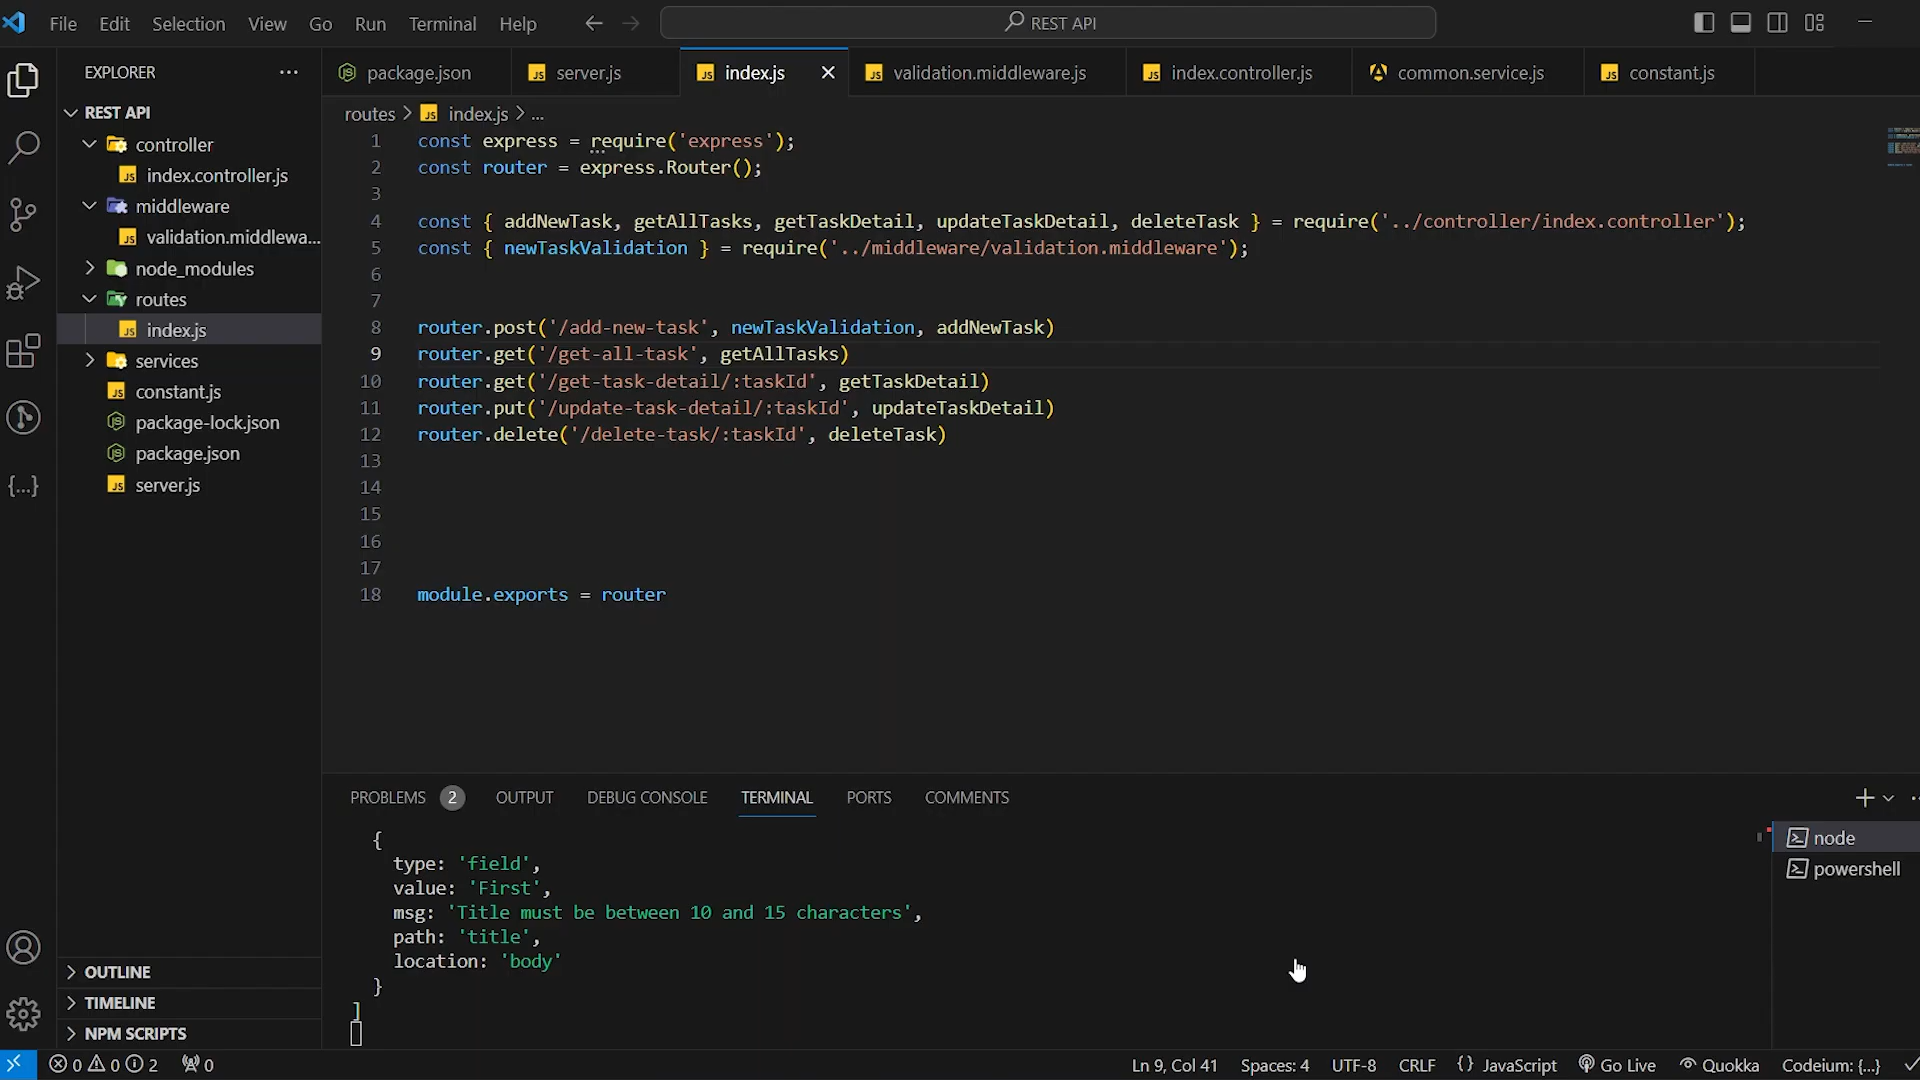 File Edit Selection View Go Run Terminal Help
REST API
EXPLORER
package.json server.js index.js validation.middleware.js index.controller.js common.service.js constant.js
REST API
controller
index.controller.js
middleware
validation.middlewa...
node_modules
routes
index.js
services
constant.js
package-lock.json
package.json
server.js
OUTLINE
TIMELINE
NPM SCRIPTS
routes > index.js > ...
1 const express = require('express');
2 const router = express.Router();
3
4 const { addNewTask, getAllTasks, getTaskDetail, updateTaskDetail, deleteTask } = require('../controller/index.controller');
5 const { newTaskValidation } = require('../middleware/validation.middleware');
6
7
8 router.post('/add-new-task', newTaskValidation, addNewTask)
9 router.get('/get-all-task', getAllTasks)
10 router.get('/get-task-detail/:taskId', getTaskDetail)
11 router.put('/update-task-detail/:taskId', updateTaskDetail)
12 router.delete('/delete-task/:taskId', deleteTask)
13
14
15
16
17
18 module.exports = router
PROBLEMS 2 OUTPUT DEBUG CONSOLE TERMINAL PORTS COMMENTS
{
type: 'field',
value: 'First',
msg: 'Title must be between 10 and 15 characters',
path: 'title',
location: 'body'
}
]
node
powershell
0 0 2 0
Ln 9, Col 41 Spaces: 4 UTF-8 CRLF {} JavaScript Go Live Quokka Codeium: {...}